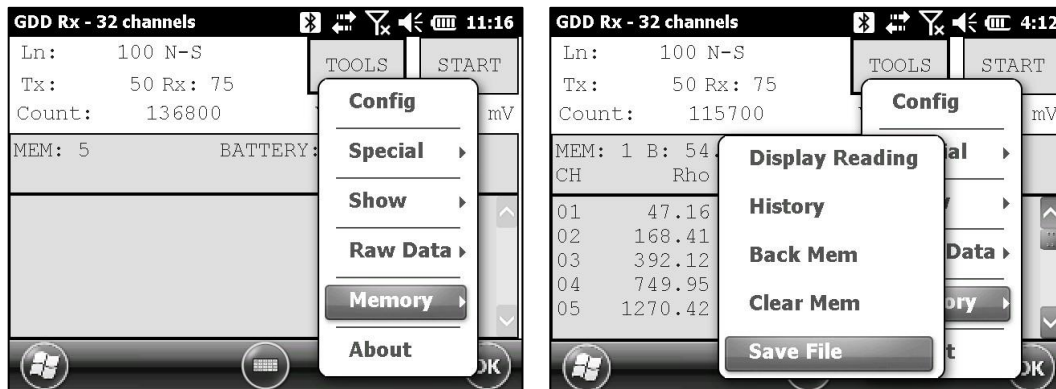 GDD Rx - 32 channels 11:16
Ln: 100 N-S
TOOLS START
Tx: 50 Rx: 75
Count: 136800 mV
MEM: 5 BATTERY:
Config
Special
Show
Raw Data
Memory
About
OK
GDD Rx - 32 channels 4:12
Ln: 100 N-S
TOOLS START
Tx: 50 Rx: 75
Count: 115700 mV
MEM: 1 B: 54.
CH Rho
01 47.16
02 168.41
03 392.12
04 749.95
05 1270.42
Config
Data
Display Reading
History
Back Mem
Clear Mem
Save File